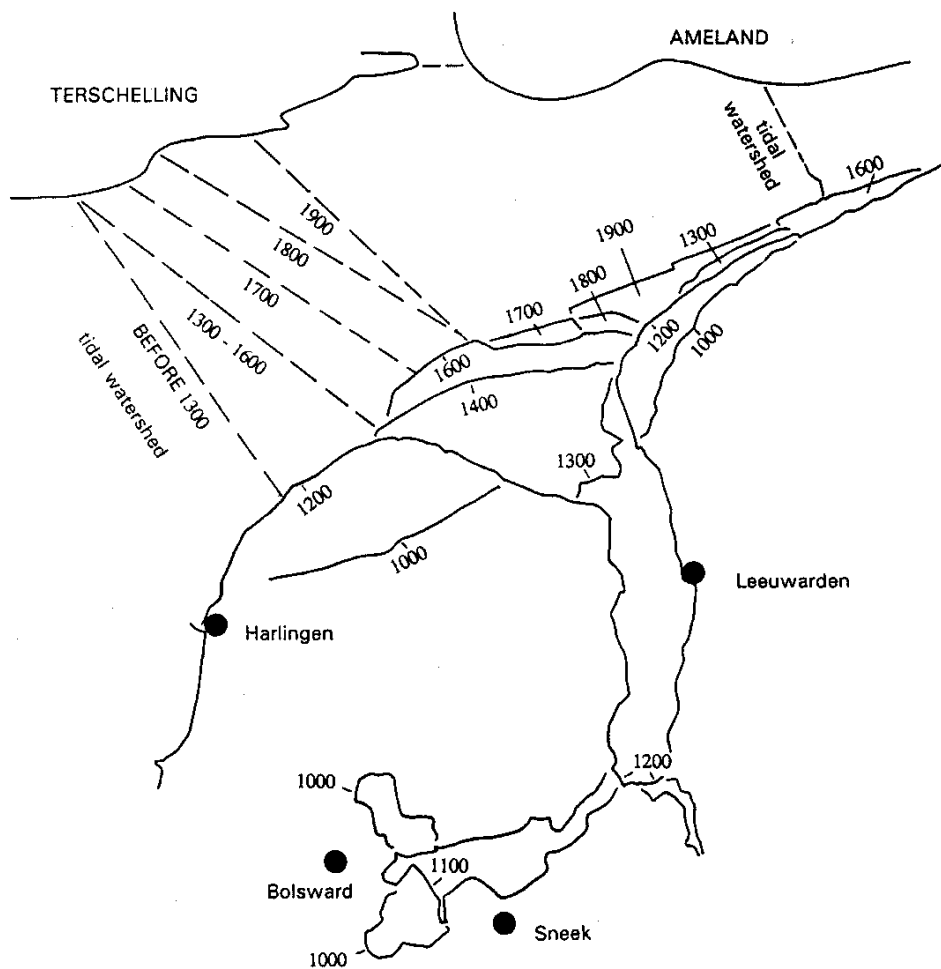 AMELAND
TERSCHELLING
tidal
watershed
1600
1900
1900
1300
1800
1800
1700
1700
1200
1000
1300 - 1600
1600
BEFORE 1300
tidal watershed
1400
1300
1200
1000
Leeuwarden
Harlingen
1200
1000
1100
Bolsward
Sneek
1000